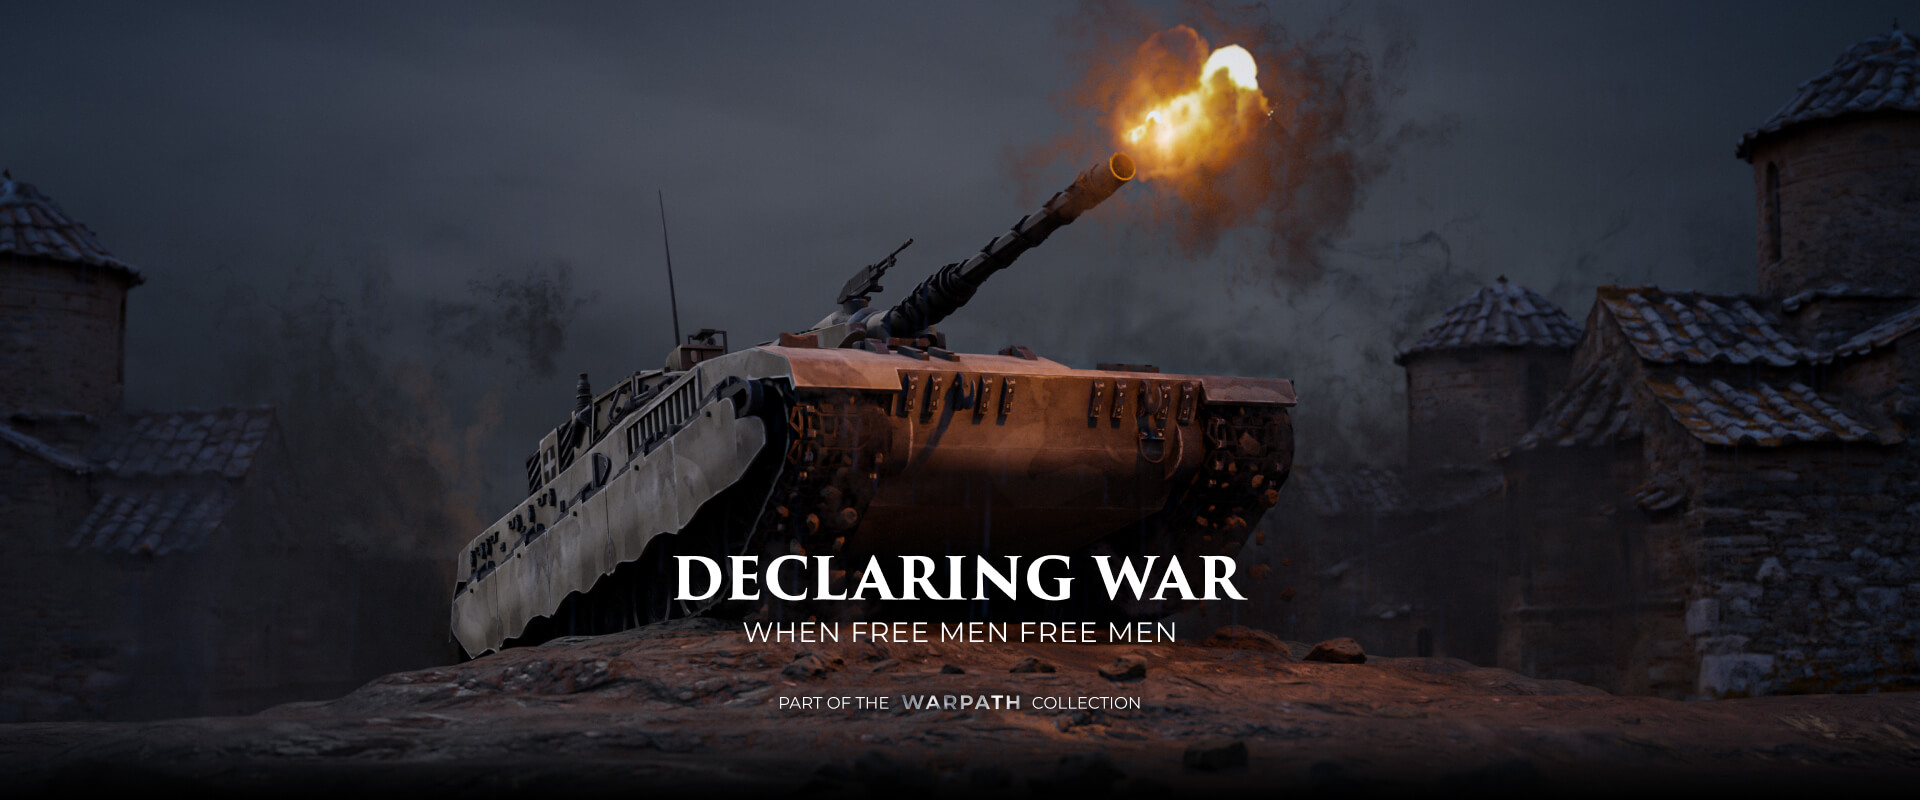 DECLARING WAR
WHEN FREE MEN FREE MEN
PART OF THE WARPATH COLLECTION